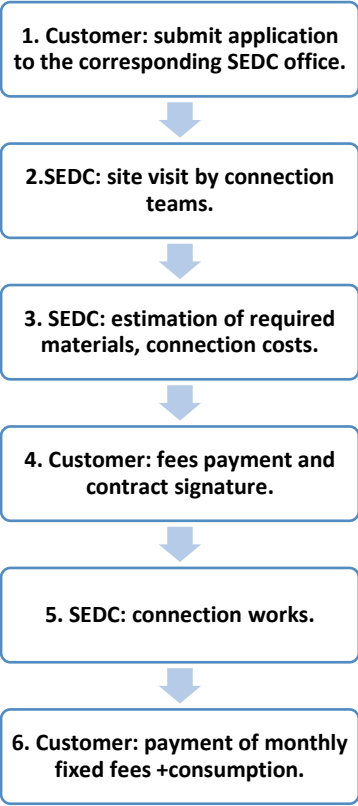 1. Customer: submit application
to the corresponding SEDC office.
2.SEDC: site visit by connection
teams.
3. SEDC: estimation of required
materials, connection costs.
4. Customer: fees payment and
contract signature.
5. SEDC: connection works.
6. Customer: payment of monthly
fixed fees +consumption.